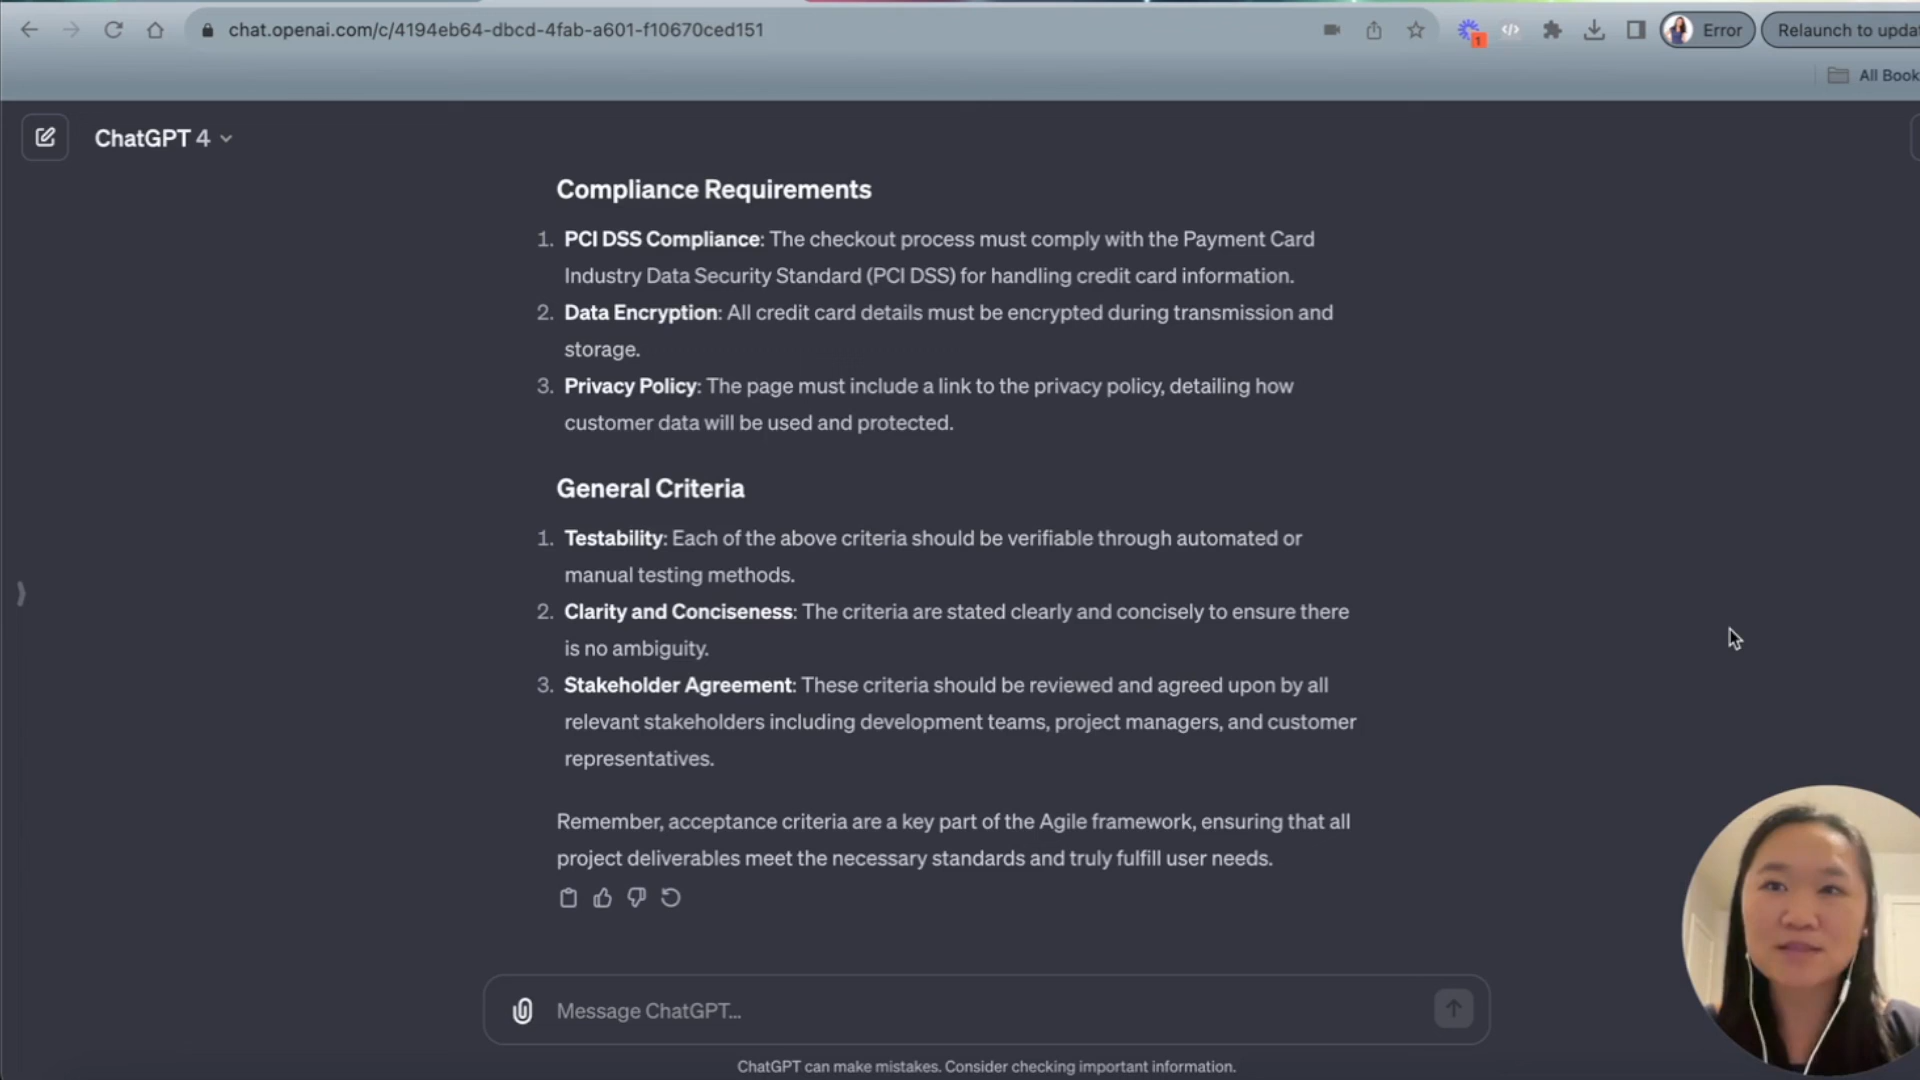 chat.openai.com/c/4194eb64-dbcd-4fab-a601-f10670ced151
1
Error
Relaunch to updat
All Book
ChatGPT 4
Compliance Requirements
1. PCI DSS Compliance: The checkout process must comply with the Payment Card
Industry Data Security Standard (PCI DSS) for handling credit card information.
2. Data Encryption: All credit card details must be encrypted during transmission and
storage.
3. Privacy Policy: The page must include a link to the privacy policy, detailing how
customer data will be used and protected.
General Criteria
1. Testability: Each of the above criteria should be verifiable through automated or
manual testing methods.
2. Clarity and Conciseness: The criteria are stated clearly and concisely to ensure there
is no ambiguity.
3. Stakeholder Agreement: These criteria should be reviewed and agreed upon by all
relevant stakeholders including development teams, project managers, and customer
representatives.
Remember, acceptance criteria are a key part of the Agile framework, ensuring that all
project deliverables meet the necessary standards and truly fulfill user needs.
Message ChatGPT...
ChatGPT can make mistakes. Consider checking important information.